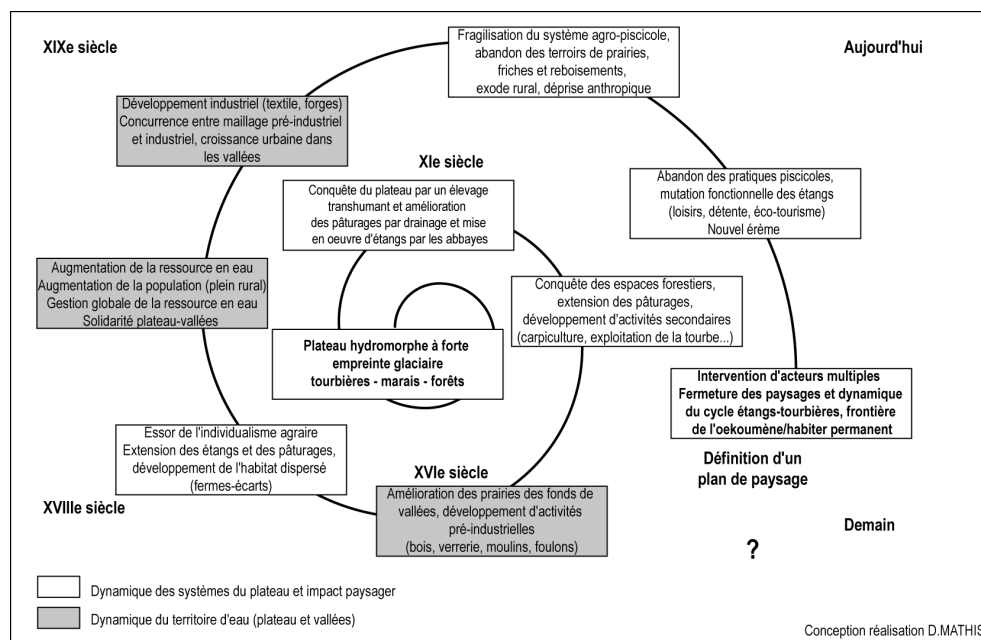 XIXe siècle
Fragilisation du système agro-piscicole,
abandon des terroirs de prairies,
friches et reboisements,
exode rural, déprise anthropique
Aujourd'hui
Développement industriel (textile, forges)
Concurrence entre maillage pré-industriel
et industriel, croissance urbaine dans
les vallées
XIe siècle
Conquête du plateau par un élevage
transhumant et amélioration
des pâturages par drainage et mise
en oeuvre d'étangs par les abbayes
Abandon des pratiques piscicoles,
mutation fonctionnelle des étangs
(loisirs, détente, éco-tourisme)
Nouvel érème
Augmentation de la ressource en eau
Augmentation de la population (plein rural)
Gestion globale de la ressource en eau
Solidarité plateau-vallées
Conquête des espaces forestiers,
extension des pâturages,
développement d'activités secondaires
(carpiculture, exploitation de la tourbe...)
Plateau hydromorphe à forte
empreinte glaciaire
tourbières - marais - forêts
Intervention d'acteurs multiples
Fermeture des paysages et dynamique
du cycle étangs-tourbières, frontière
de l'oekoumène/habiter permanent
Essor de l'individualisme agraire
Extension des étangs et des pâturages,
développement de l'habitat dispersé
(fermes-écarts)
XVIIIe siècle
XVIe siècle
Amélioration des prairies des fonds de
vallées, développement d'activités
pré-industrielles
(bois, verrerie, moulins, foulons)
Définition d'un
plan de paysage
Demain
?
Dynamique des systèmes du plateau et impact paysager
Dynamique du territoire d'eau (plateau et vallées)
Conception réalisation D.MATHIS